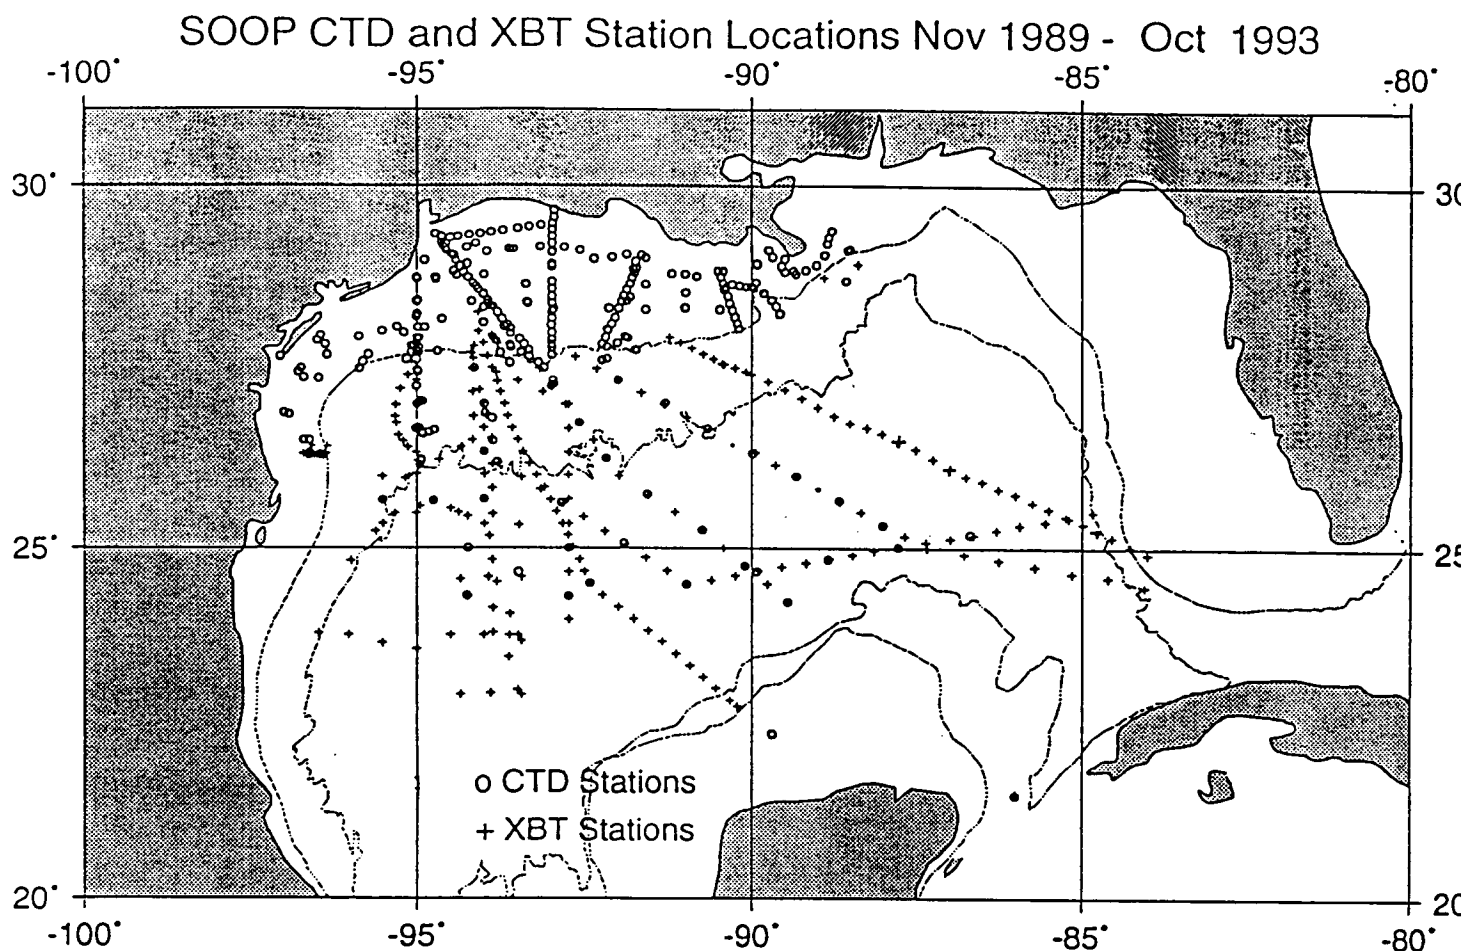 SOOP CTD and XBT Station Locations Nov 1989 - Oct 1993
-100° -95° -90° -85° -80°
30° 30
25° 25
o CTD Stations
+ XBT Stations
20° 20
-100° -95° -90° -85° -80°